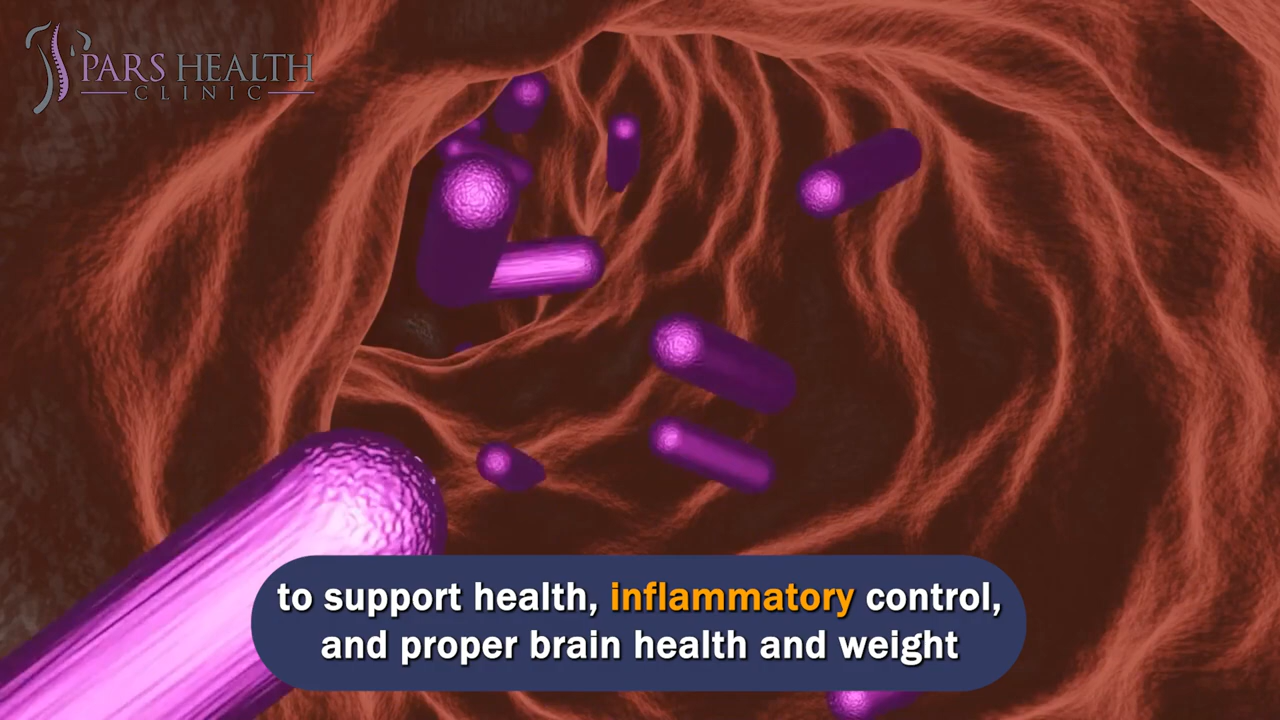 PARS HEALTH
CLINIC
to support health, inflammatory control,
and proper brain health and weight